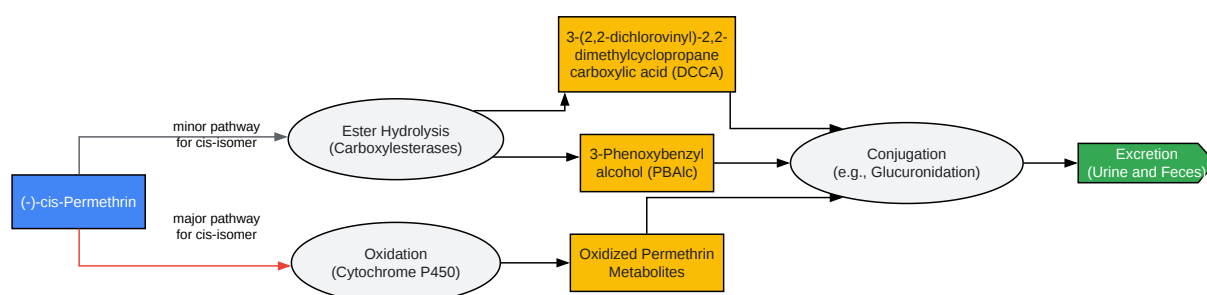 (-)-cis-Permethrin
minor pathway
for cis-isomer
major pathway
for cis-isomer
Ester Hydrolysis
(Carboxylesterases)
Oxidation
(Cytochrome P450)
3-(2,2-dichlorovinyl)-2,2-
dimethylcyclopropane
carboxylic acid (DCCA)
3-Phenoxybenzyl
alcohol (PBAlc)
Oxidized Permethrin
Metabolites
Conjugation
(e.g., Glucuronidation)
Excretion
(Urine and Feces)